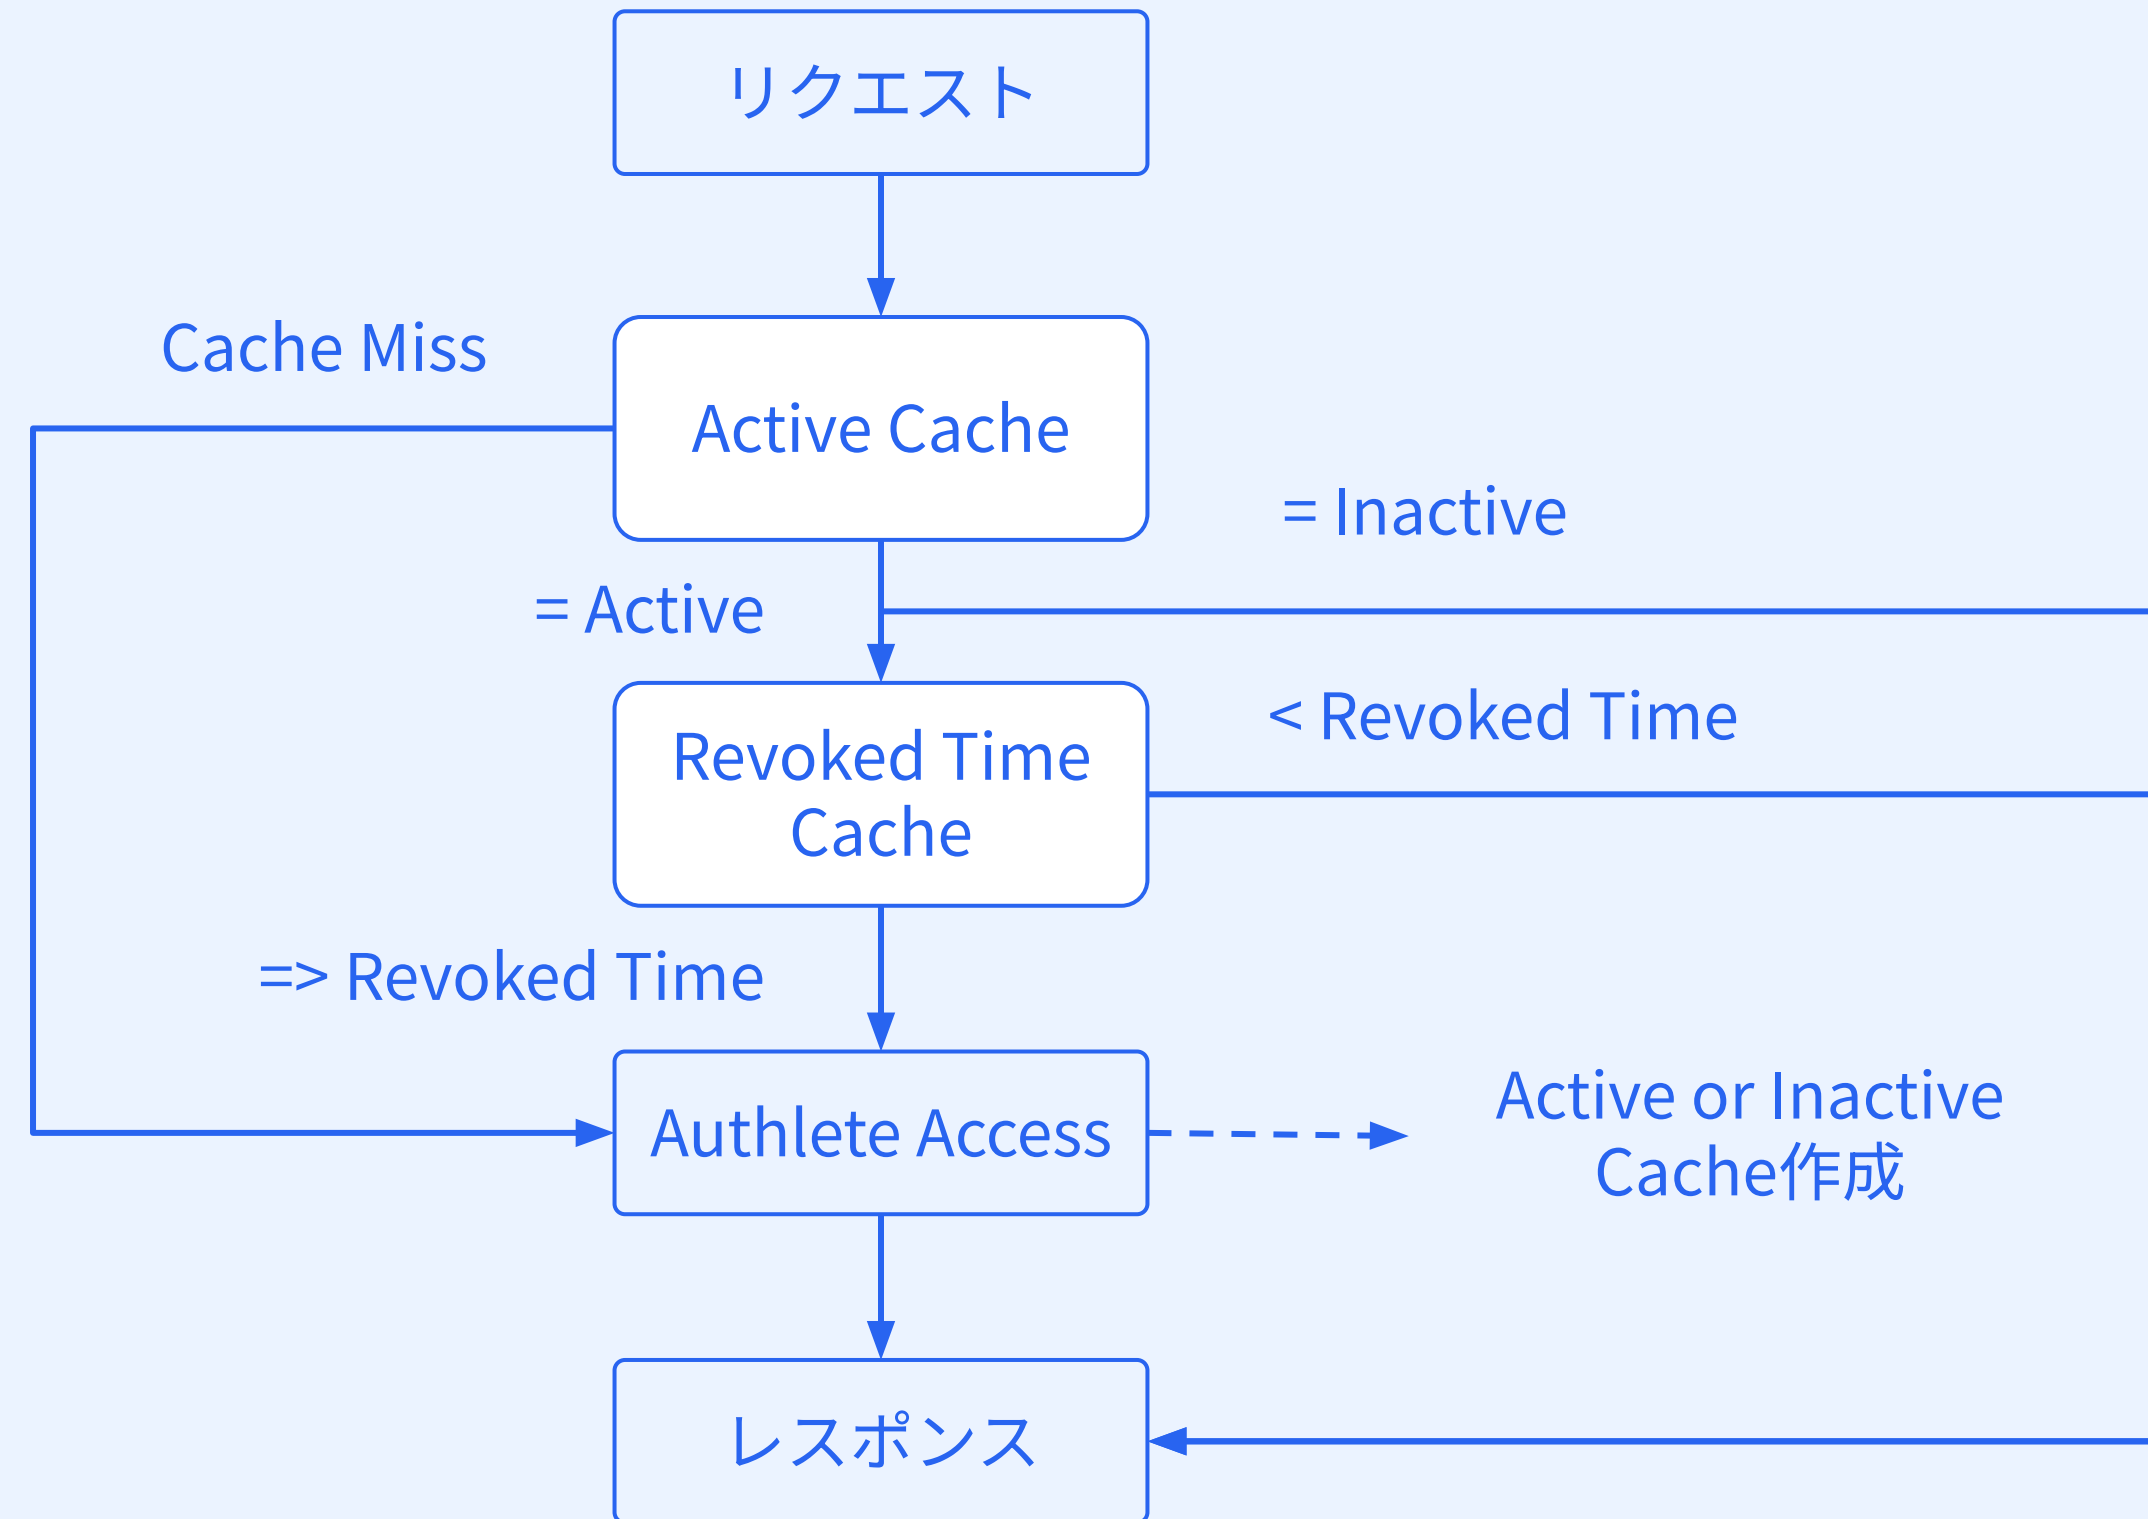 リクエスト
Cache Miss
Active Cache
= Inactive
= Active
< Revoked Time
Revoked Time
Cache
=> Revoked Time
Authlete Access
Active or Inactive
Cache作成
レスポンス